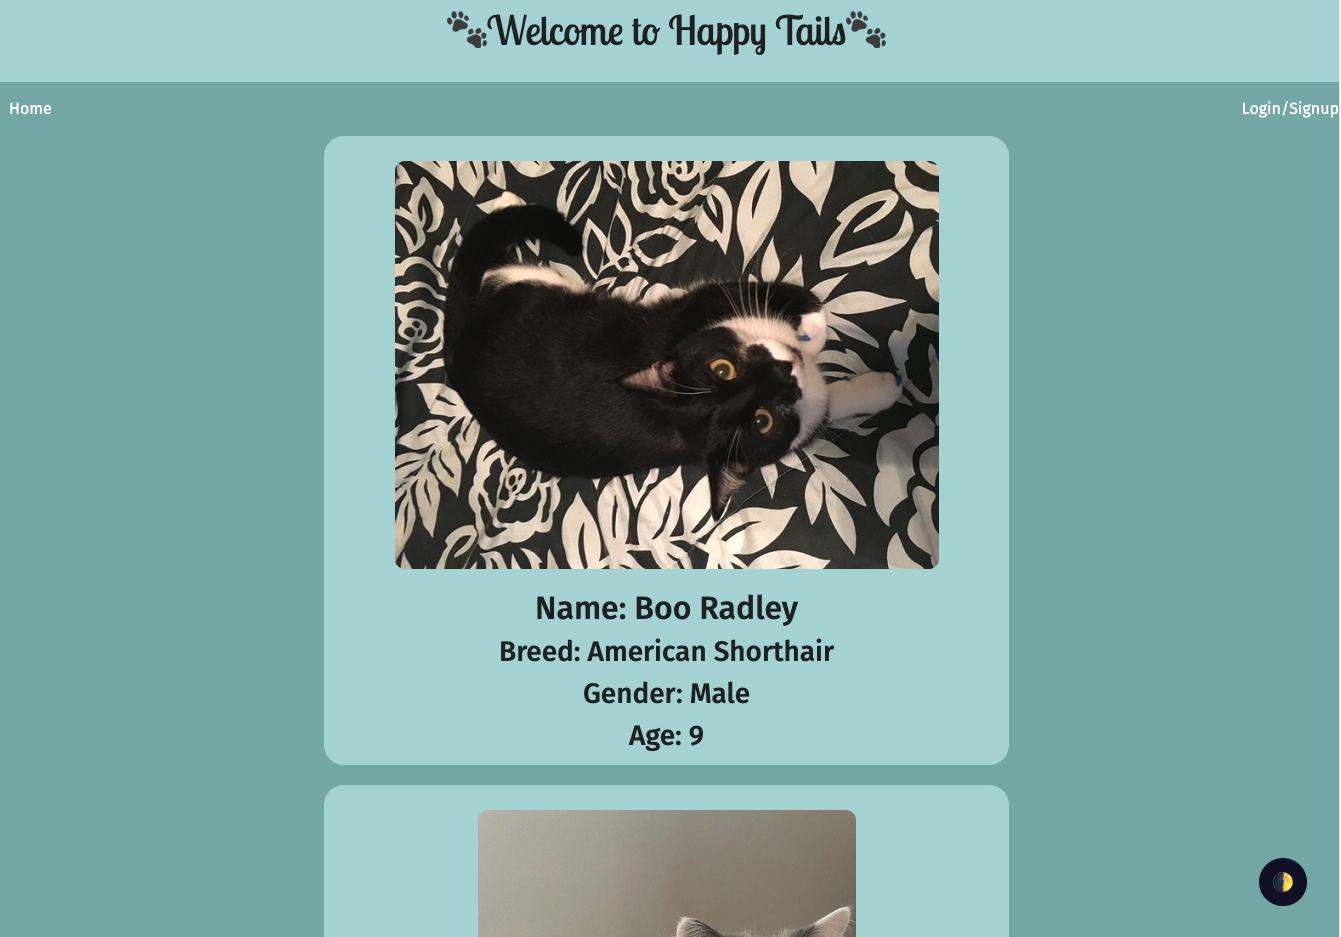 🐾Welcome to Happy Tails🐾
Home
Login/Signup
Name: Boo Radley
Breed: American Shorthair
Gender: Male
Age: 9